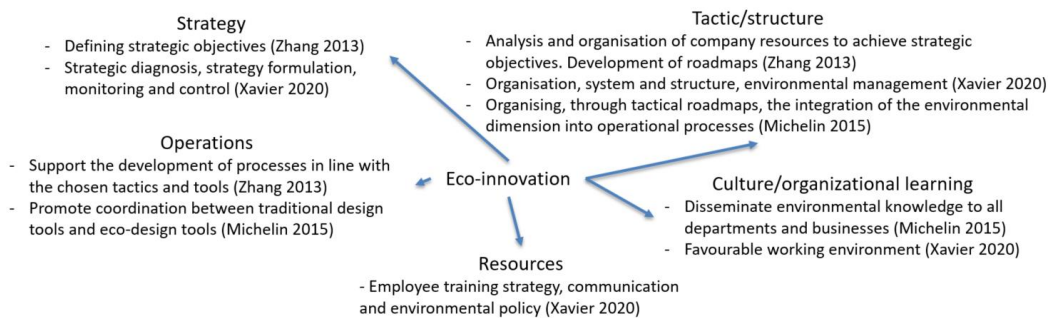 Strategy
- Defining strategic objectives (Zhang 2013)
- Strategic diagnosis, strategy formulation,
monitoring and control (Xavier 2020)
Tactic/structure
- Analysis and organisation of company resources to achieve strategic
objectives. Development of roadmaps (Zhang 2013)
- Organisation, system and structure, environmental management (Xavier 2020)
- Organising, through tactical roadmaps, the integration of the environmental
dimension into operational processes (Michelin 2015)
Operations
- Support the development of processes in line with
the chosen tactics and tools (Zhang 2013)
- Promote coordination between traditional design
tools and eco-design tools (Michelin 2015)
Eco-innovation
Culture/organizational learning
- Disseminate environmental knowledge to all
departments and businesses (Michelin 2015)
- Favourable working environment (Xavier 2020)
Resources
- Employee training strategy, communication
and environmental policy (Xavier 2020)